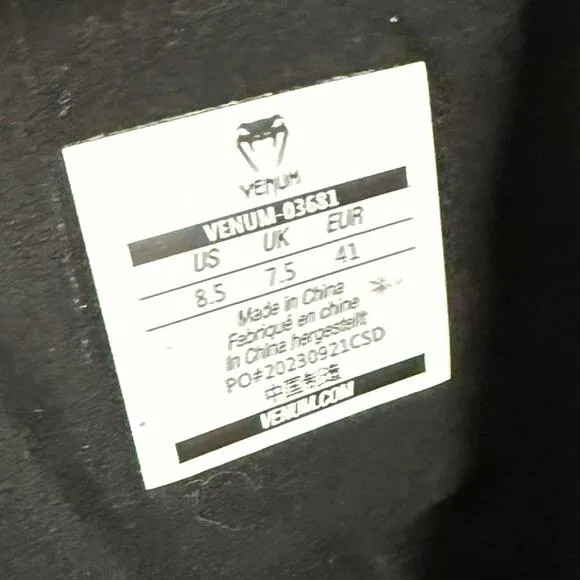 VENUM
VENUM-03681
US UK EUR
8.5 7.5 41
Made in China
Fabriqué en chine
In China hergestellt
PO#20230921CSD
中国制造
VENUM.COM